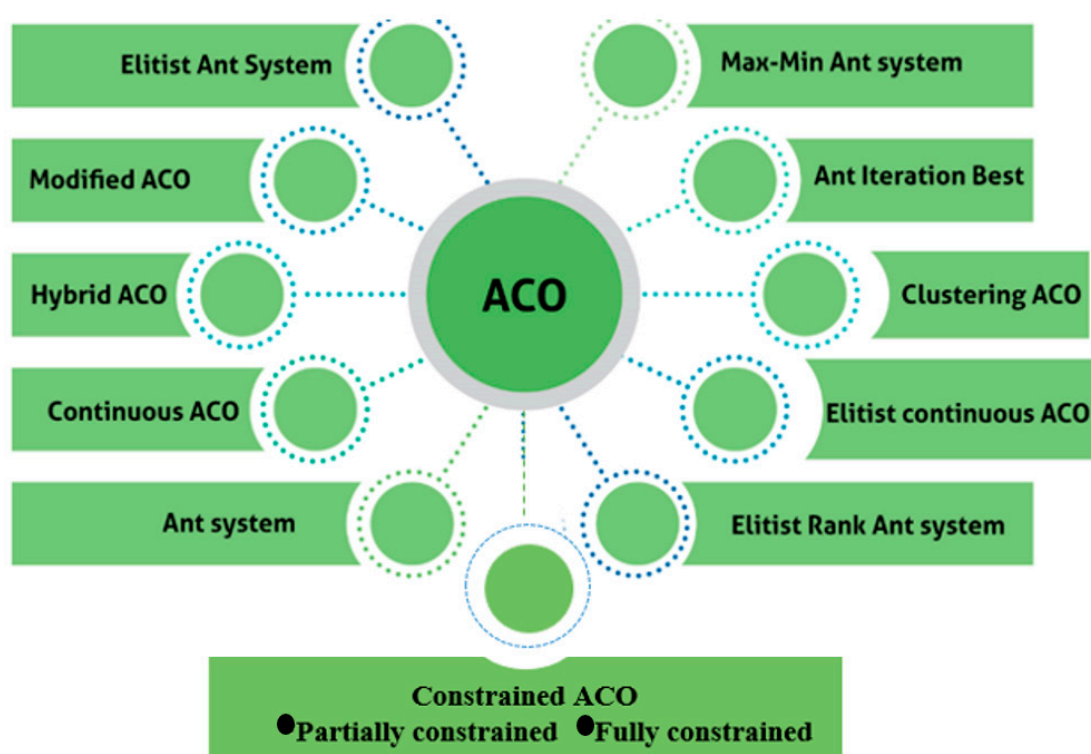 Elitist Ant System
Max-Min Ant system
Modified ACO
Ant Iteration Best
Hybrid ACO
ACO
Clustering ACO
Continuous ACO
Elitist continuous ACO
Ant system
Elitist Rank Ant system
Constrained ACO
●Partially constrained ●Fully constrained